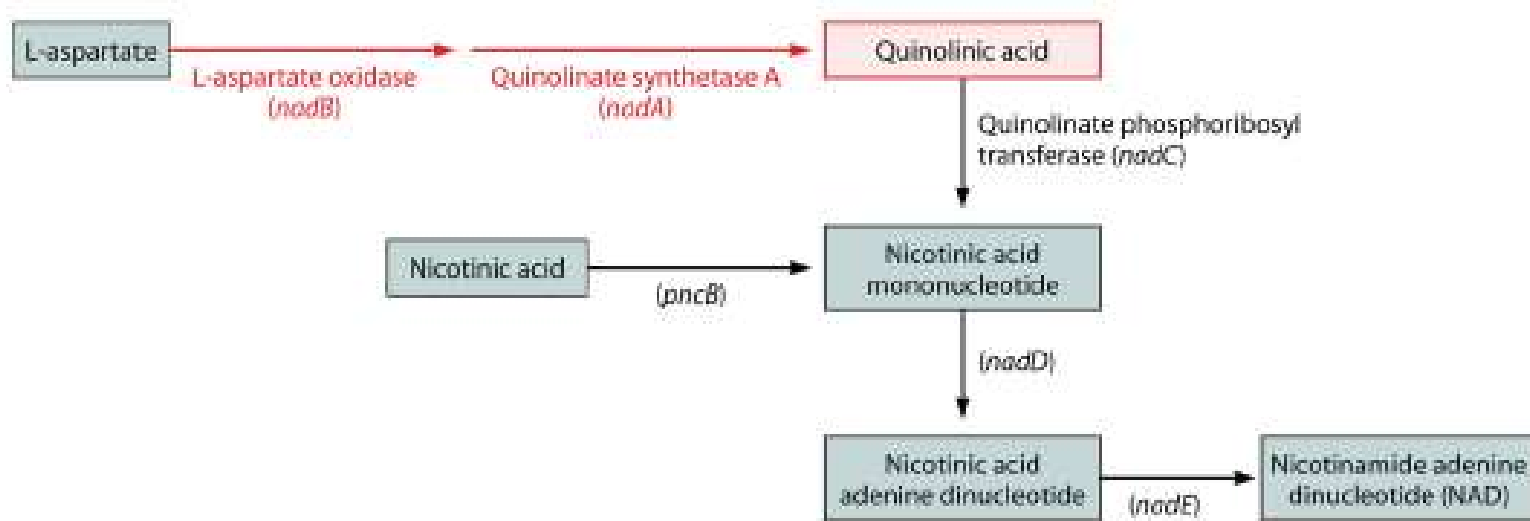 L-aspartate
L-aspartate oxidase
(nadB)
Quinolinate synthetase A
(nadA)
Quinolinic acid
Quinolinate phosphoribosyl
transferase (nadC)
Nicotinic acid
(pncB)
Nicotinic acid
mononucleotide
(nadD)
Nicotinic acid
adenine dinucleotide
(nadE)
Nicotinamide adenine
dinucleotide (NAD)